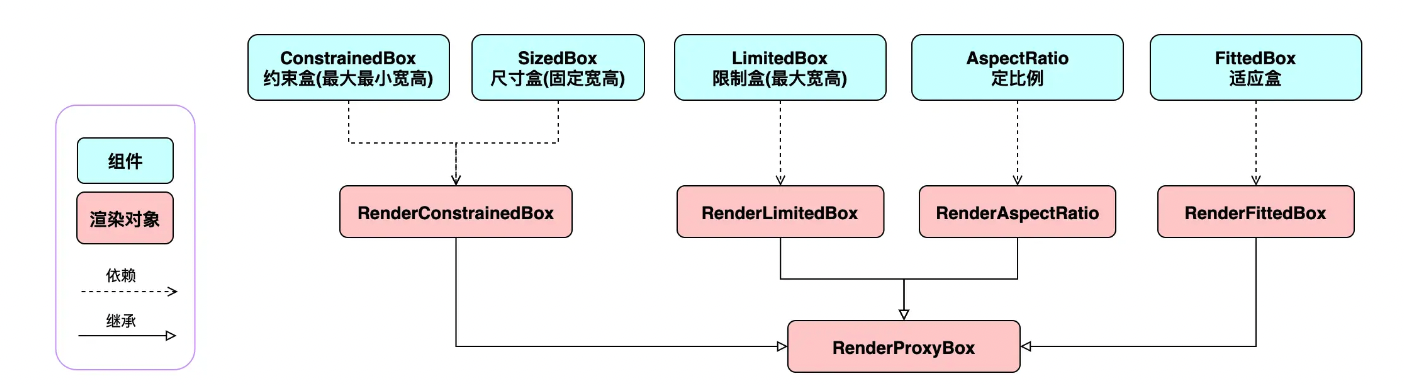 ConstrainedBox
约束盒(最大最小宽高)
SizedBox
尺寸盒(固定宽高)
LimitedBox
限制盒(最大宽高)
AspectRatio
定比例
FittedBox
适应盒
组件
渲染对象
依赖
继承
RenderConstrainedBox
RenderLimitedBox
RenderAspectRatio
RenderFittedBox
RenderProxyBox